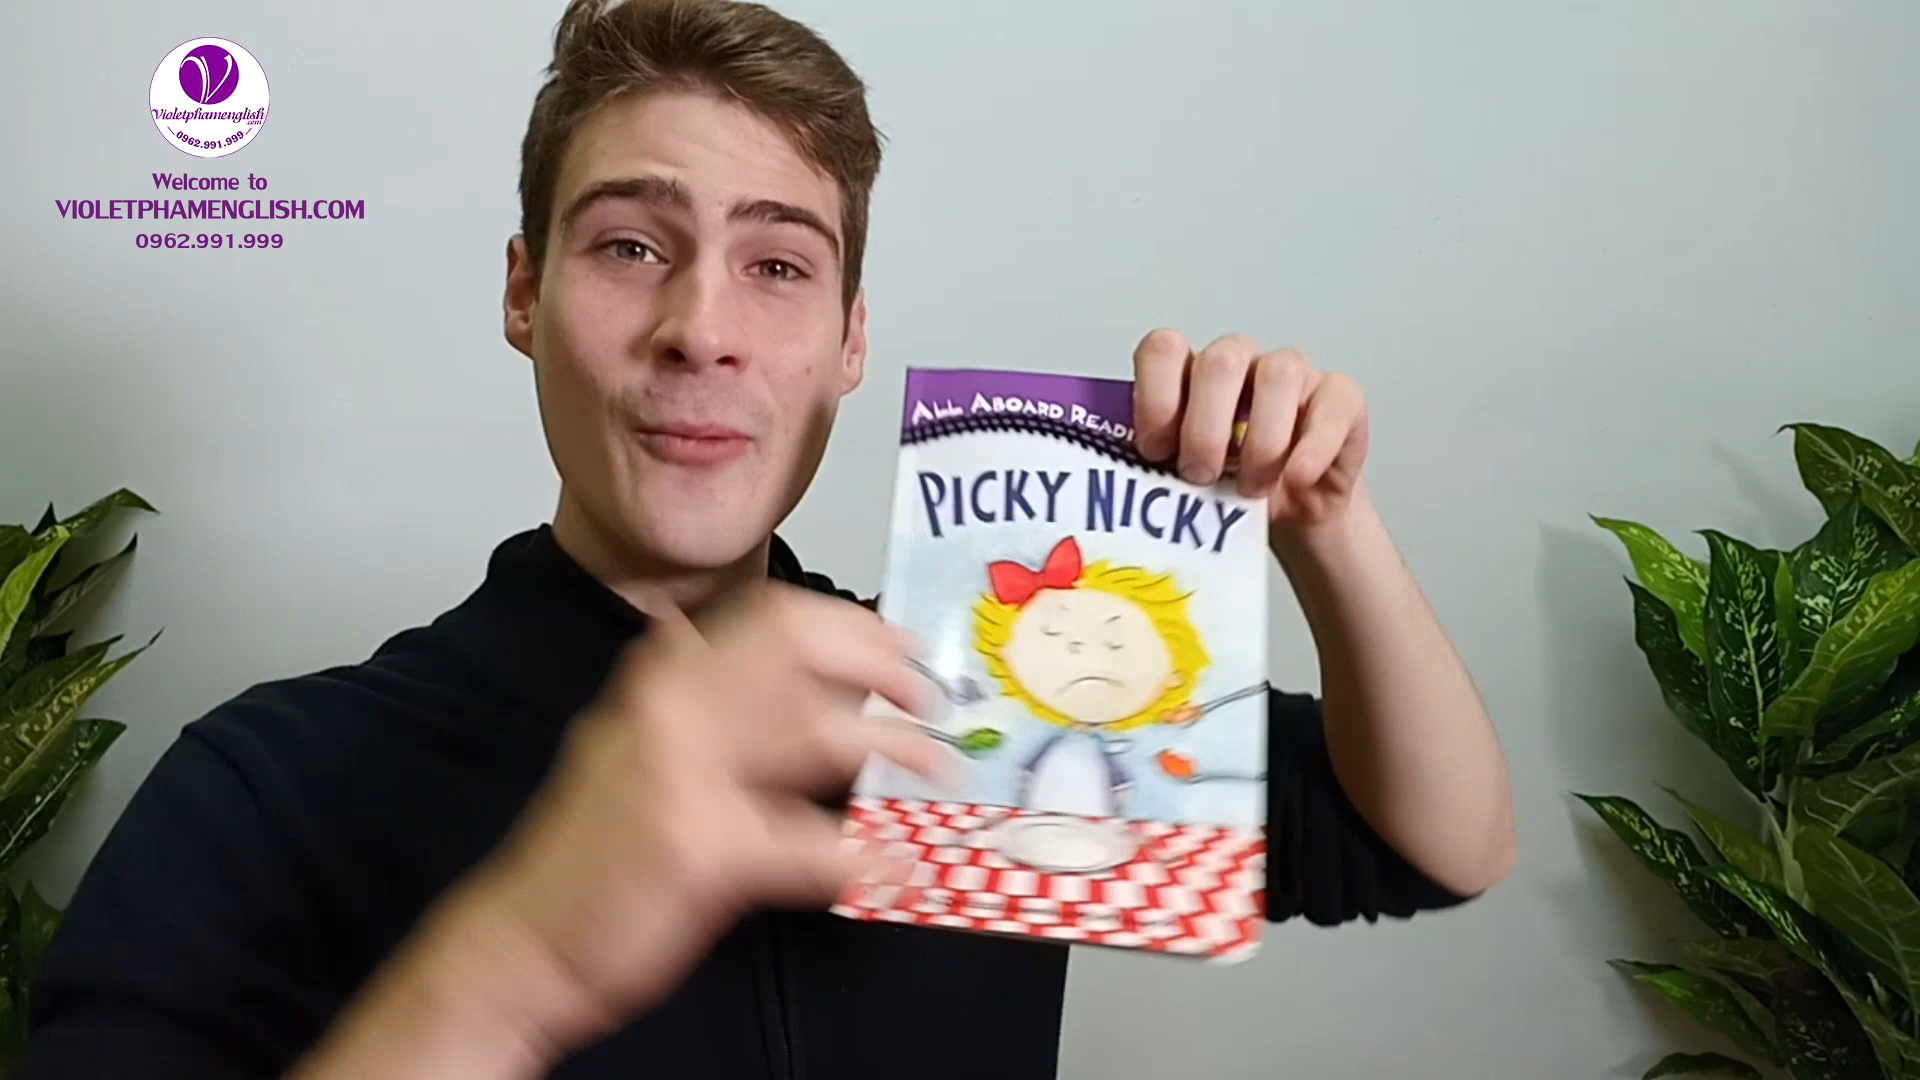 Violetphamenglish
.com
0962.991.999
Welcome to
VIOLETPHAMENGLISH.COM
0962.991.999
ALL ABOARD READI
PICKY NICKY